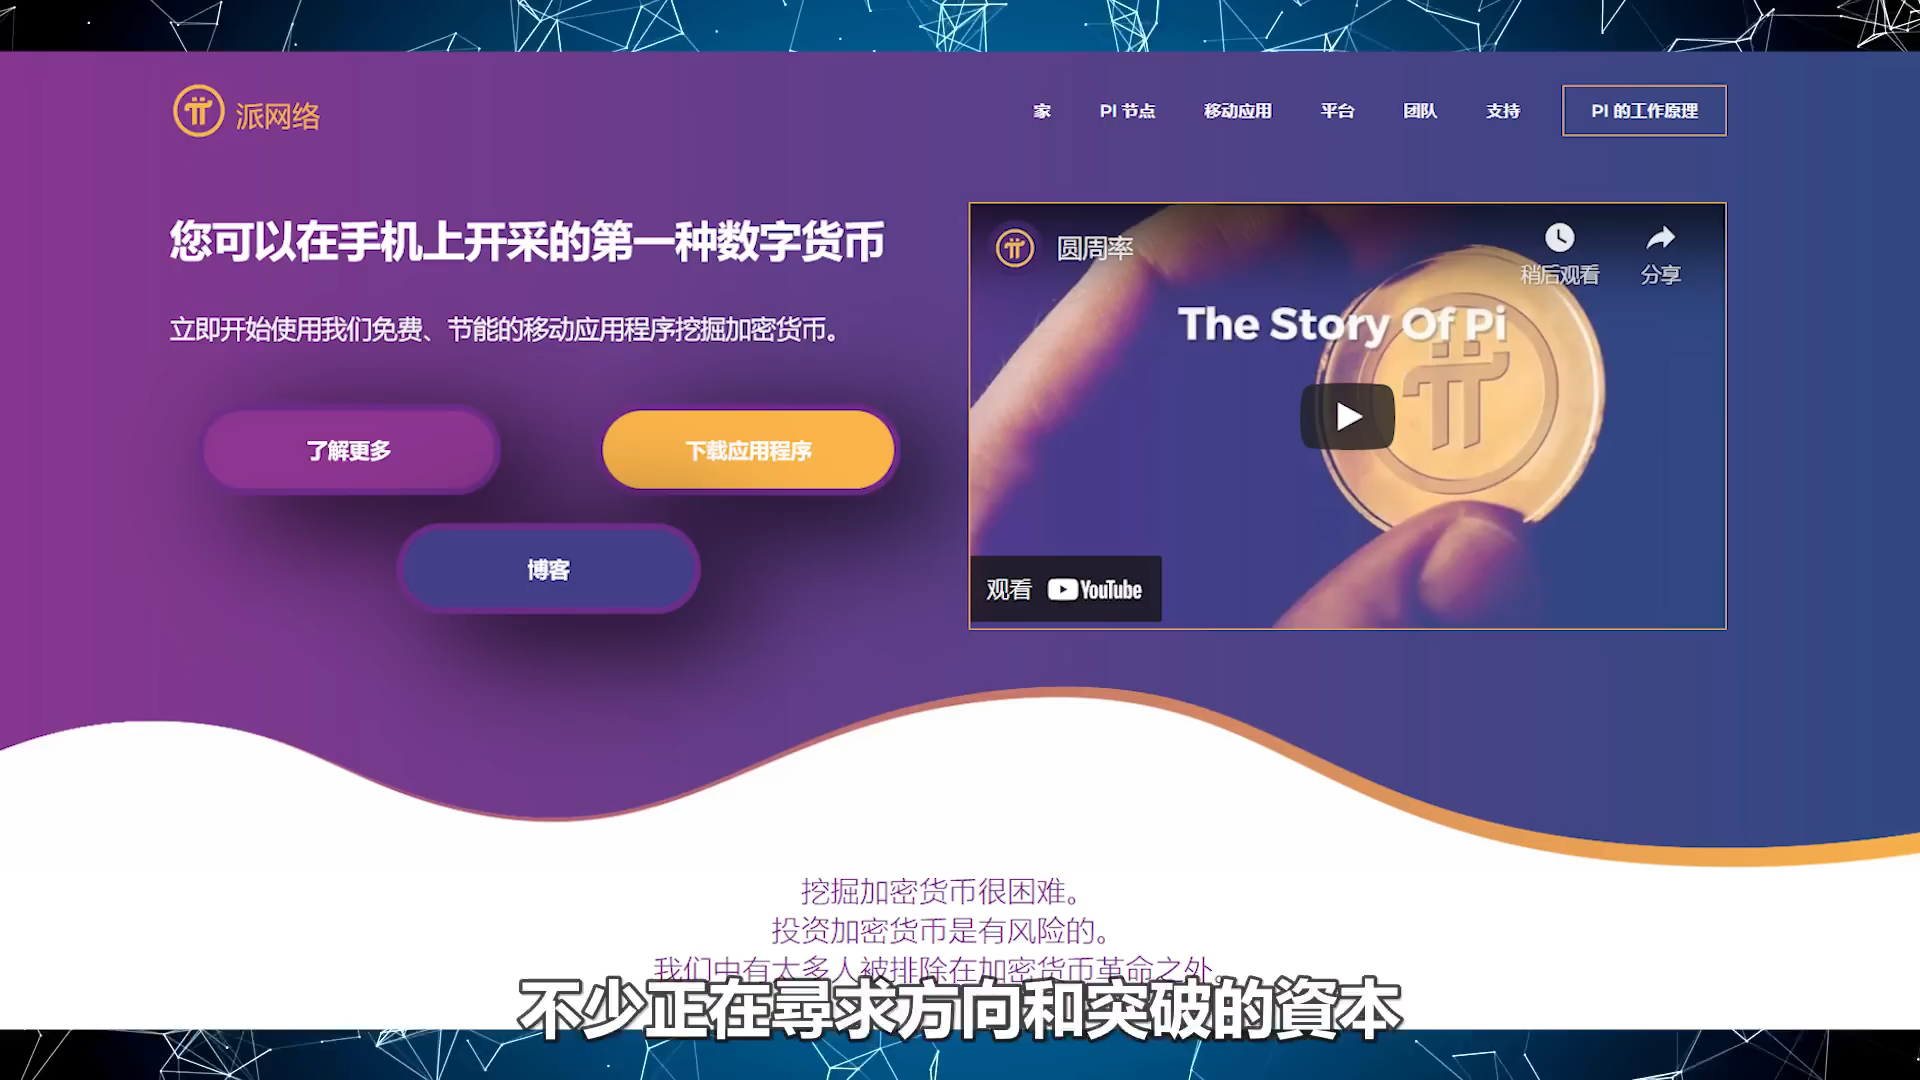 派网络
家
PI 节点
移动应用
平台
团队
支持
PI 的工作原理
您可以在手机上开采的第一种数字货币
立即开始使用我们免费、节能的移动应用程序挖掘加密货币。
了解更多
下载应用程序
博客
圆周率
稍后观看
分享
The Story Of Pi
观看 YouTube
挖掘加密货币很困难。
投资加密货币是有风险的。
我们中有太多人被排除在加密货币革命之外。
不少正在尋求方向和突破的資本